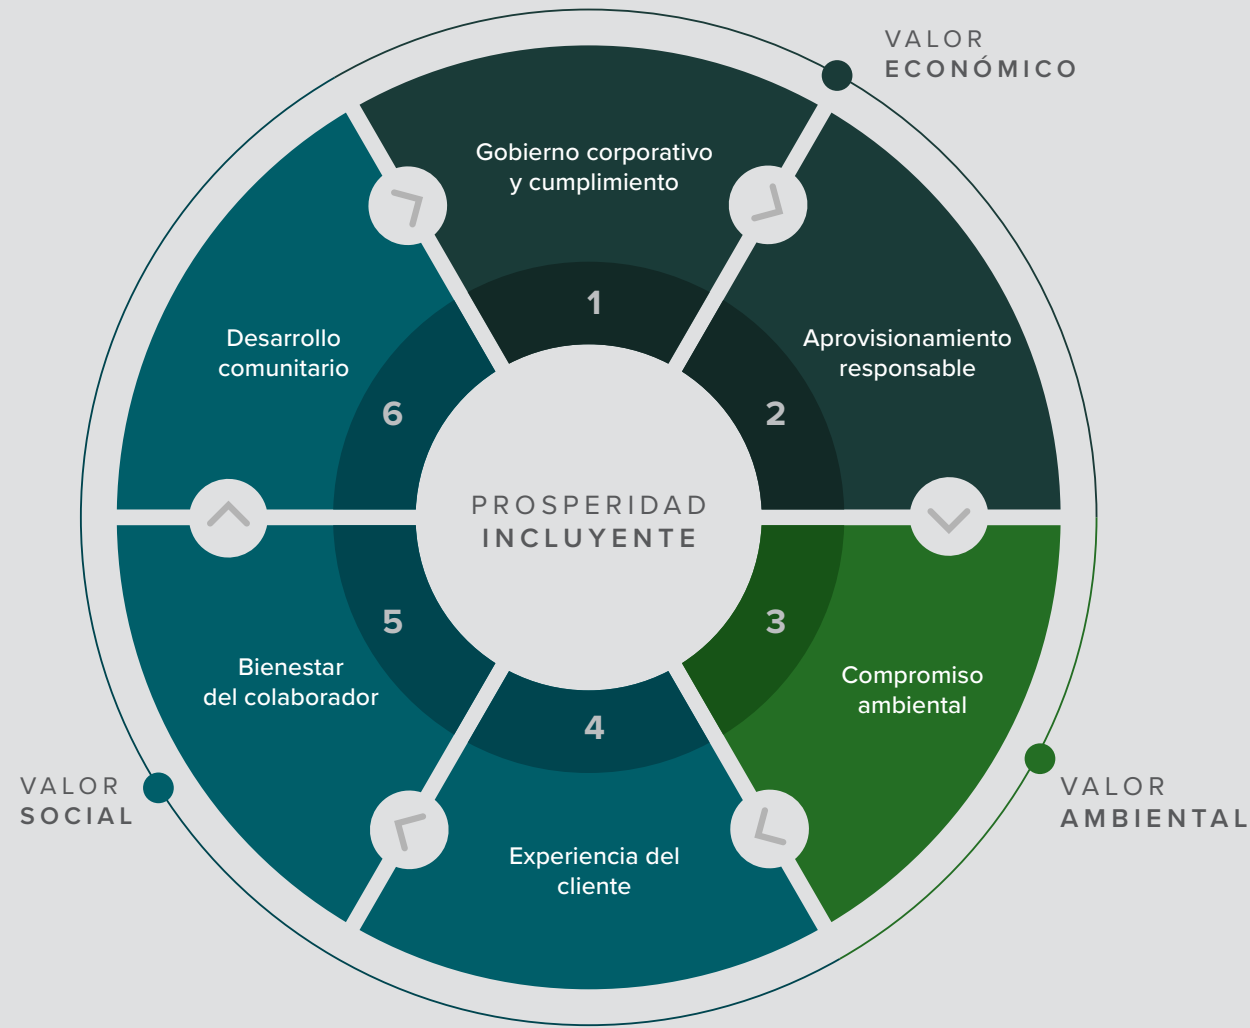 VALOR
ECONÓMICO
Gobierno corporativo
y cumplimiento
1
Aprovisionamiento
responsable
2
Compromiso
ambiental
3
VALOR
AMBIENTAL
Experiencia del
cliente
4
Bienestar
del colaborador
5
VALOR
SOCIAL
Desarrollo
comunitario
6
PROSPERIDAD
INCLUYENTE